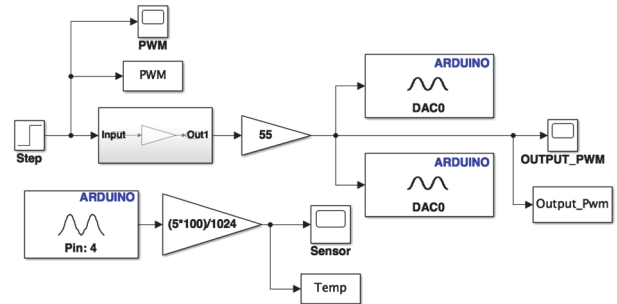 PWM
PWM
Step
Input
Out1
55
ARDUINO
DAC0
ARDUINO
DAC0
OUTPUT_PWM
Output_Pwm
ARDUINO
Pin: 4
(5*100)/1024
Sensor
Temp